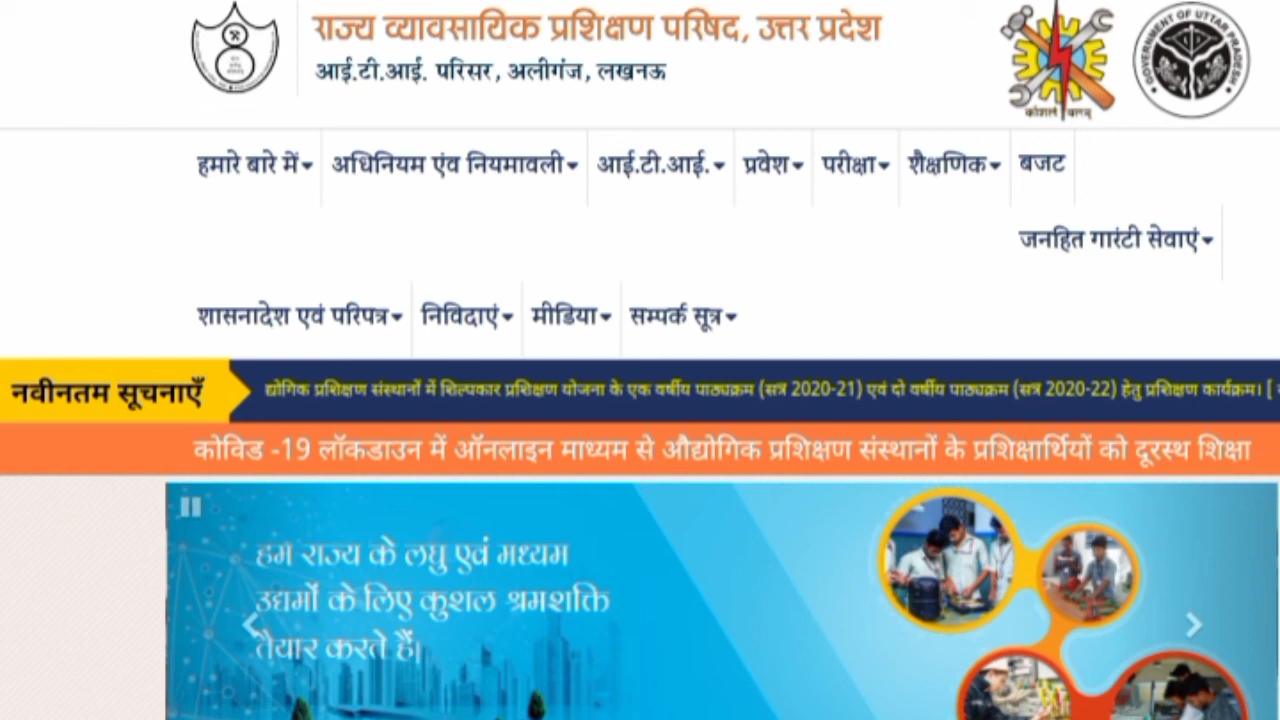 राज्य व्यावसायिक प्रशिक्षण परिषद, उत्तर प्रदेश
आई.टी.आई. परिसर, अलीगंज, लखनऊ
GOVERNMENT OF UTTAR PRADESH
हमारे बारे में अधिनियम एंव नियमावली आई.टी.आई. प्रवेश परीक्षा शैक्षणिक बजट
जनहित गारंटी सेवाएं
शासनादेश एवं परिपत्र निविदाएं मीडिया सम्पर्क सूत्र
नवीनतम सूचनाएँ द्योगिक प्रशिक्षण संस्थानों में शिल्पकार प्रशिक्षण योजना के एक वर्षीय पाठ्यक्रम (सत्र 2020-21) एवं दो वर्षीय पाठ्यक्रम (सत्र 2020-22) हेतु प्रशिक्षण कार्यक्रम। [
कोविड -19 लॉकडाउन में ऑनलाइन माध्यम से औद्योगिक प्रशिक्षण संस्थानों के प्रशिक्षार्थियों को दूरस्थ शिक्षा
हम राज्य के लघु एवं मध्यम
उद्यमों के लिए कुशल श्रमशक्ति
तैयार करते हैं।